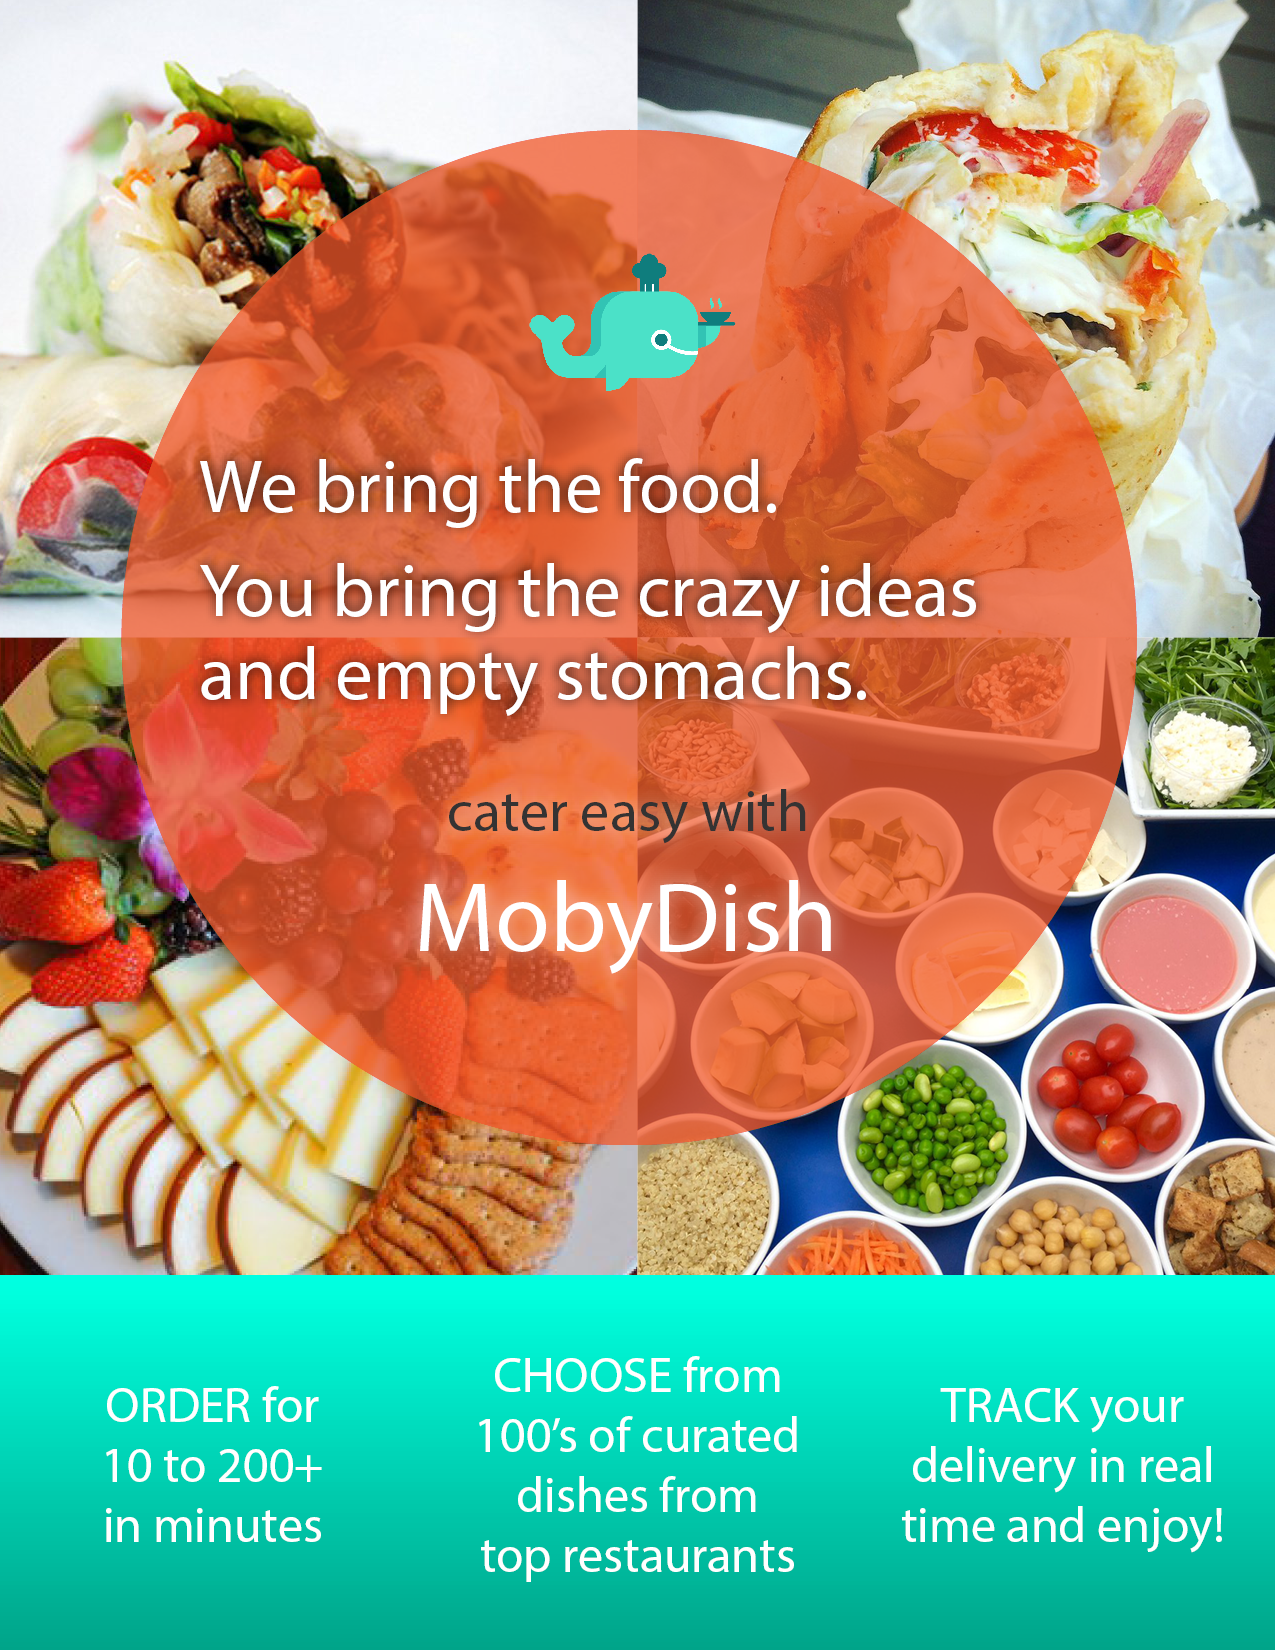 We bring the food.
You bring the crazy ideas
and empty stomachs.
cater easy with
MobyDish
ORDER for
10 to 200+
in minutes
CHOOSE from
100’s of curated
dishes from
top restaurants
TRACK your
delivery in real
time and enjoy!